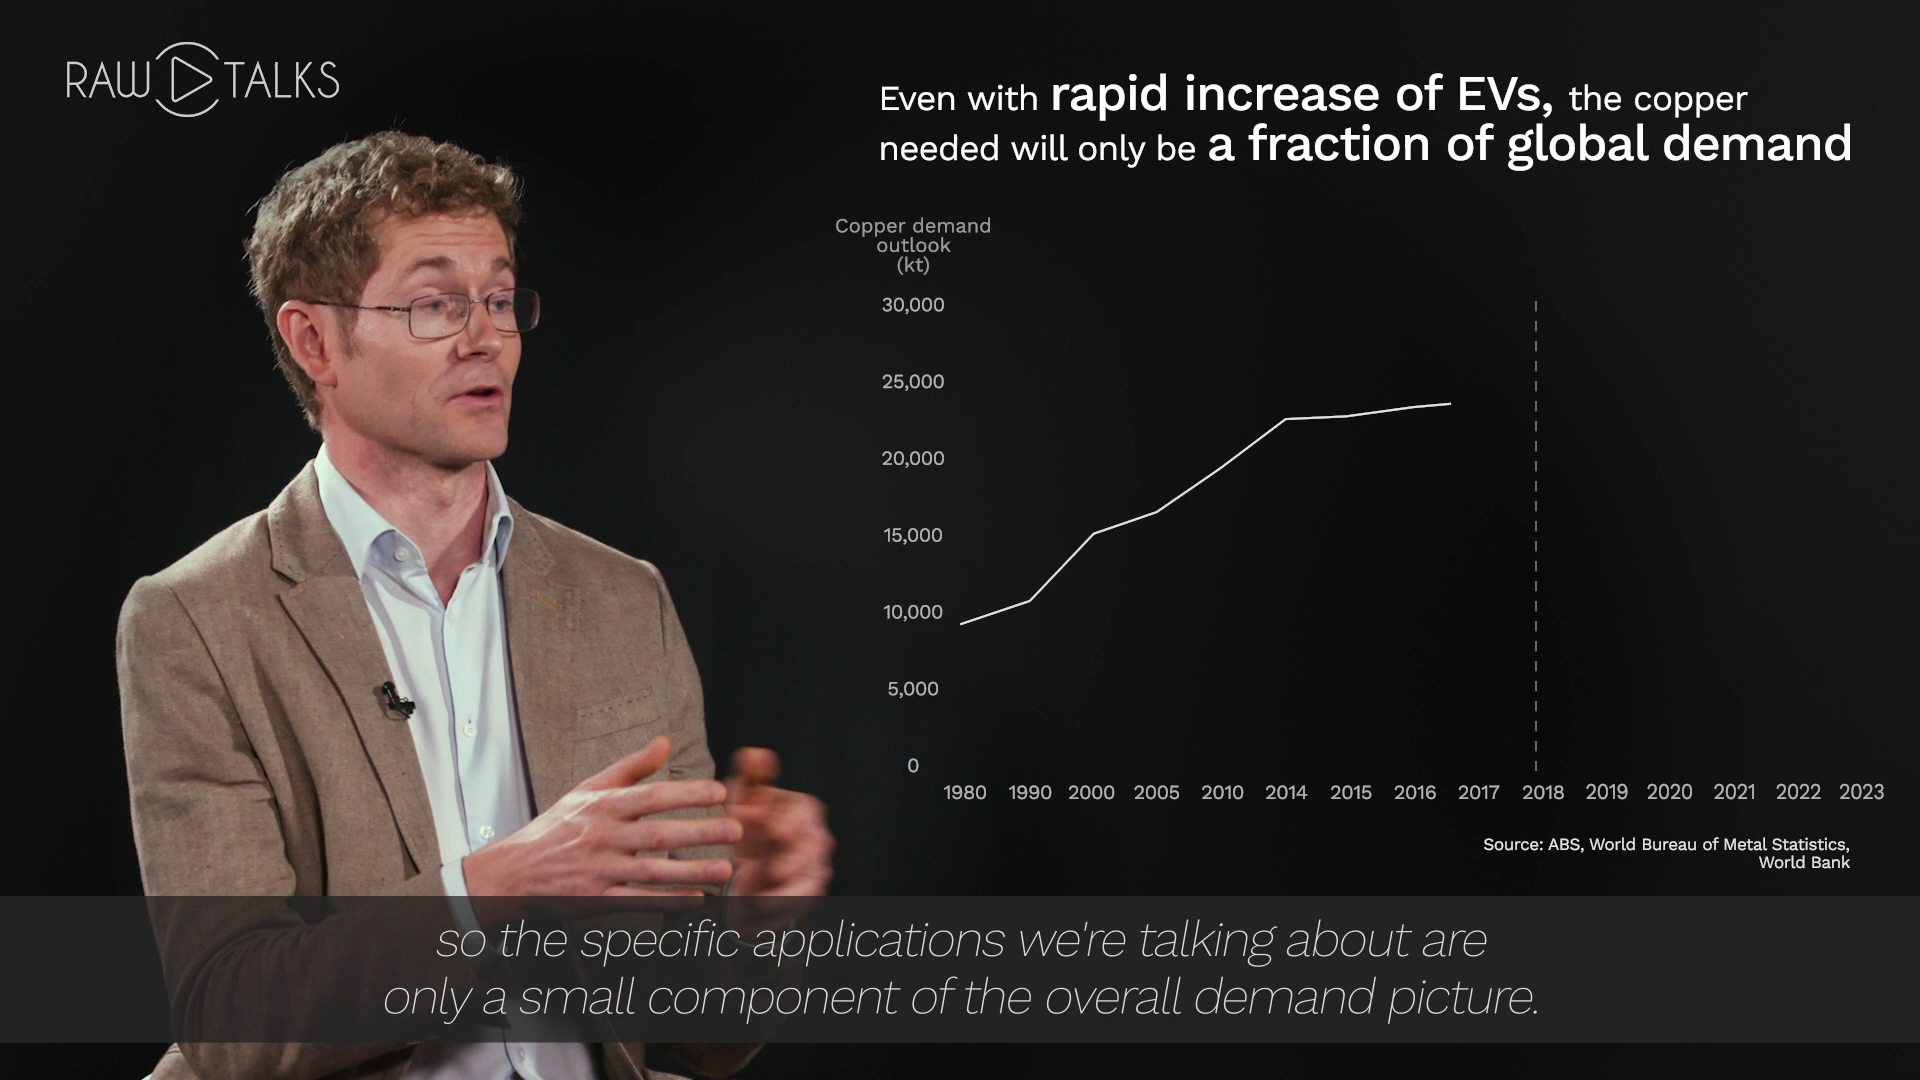 RAW TALKS
Even with rapid increase of EVs, the copper
needed will only be a fraction of global demand
Copper demand
outlook
(kt)
30,000
25,000
20,000
15,000
10,000
5,000
0
1980 1990 2000 2005 2010 2014 2015 2016 2017 2018 2019 2020 2021 2022 2023
Source: ABS, World Bureau of Metal Statistics,
World Bank
so the specific applications we're talking about are
only a small component of the overall demand picture.